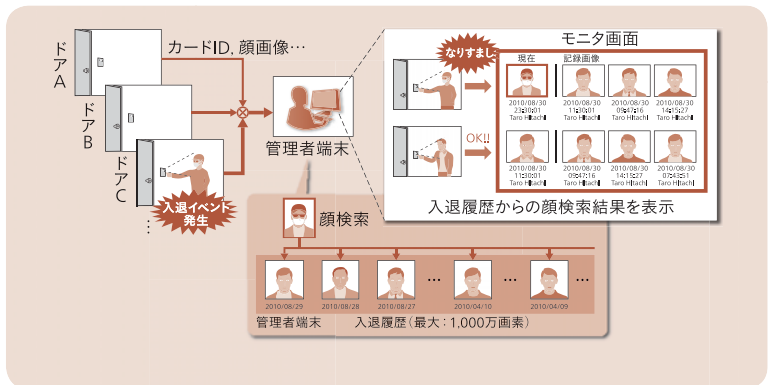 ドアA
ドアB
ドアC
⋮
カードID，顔画像…
入退イベント
発生
管理者端末
モニタ画面
なりすまし
現在
記録画像
2010/08/30
23:30:01
Taro Hitachi
2010/08/30
11:30:01
Taro Hitachi
2010/08/30
09:47:16
Taro Hitachi
2010/08/30
14:15:27
Taro Hitachi
OK!!
2010/08/30
11:30:01
Taro Hitachi
2010/08/30
09:47:16
Taro Hitachi
2010/08/30
14:15:27
Taro Hitachi
2010/08/30
07:43:51
Taro Hitachi
入退履歴からの顔検索結果を表示
顔検索
2010/08/29
2010/08/28
2010/08/27
…
2010/04/10
…
2010/04/09
…
管理者端末
入退履歴（最大：1,000万画素）